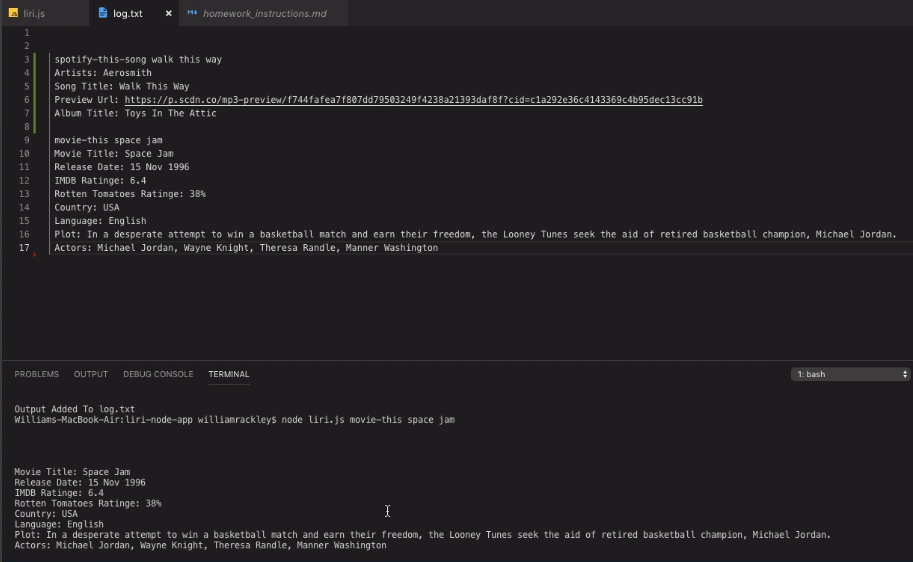 liri.js
log.txt
homework_instructions.md
1
2
3 spotify-this-song walk this way
4 Artists: Aerosmith
5 Song Title: Walk This Way
6 Preview Url: https://p.scdn.co/mp3-preview/f744fafea7f807dd79503249f4238a21393daf8f?cid=c1a292e36c4143369c4b95dec13cc91b
7 Album Title: Toys In The Attic
8
9 movie-this space jam
10 Movie Title: Space Jam
11 Release Date: 15 Nov 1996
12 IMDB Ratinge: 6.4
13 Rotten Tomatoes Ratinge: 38%
14 Country: USA
15 Language: English
16 Plot: In a desperate attempt to win a basketball match and earn their freedom, the Looney Tunes seek the aid of retired basketball champion, Michael Jordan.
17 Actors: Michael Jordan, Wayne Knight, Theresa Randle, Manner Washington
PROBLEMS OUTPUT DEBUG CONSOLE TERMINAL 1: bash
Output Added To log.txt
Williams-MacBook-Air:liri-node-app williamrackley$ node liri.js movie-this space jam
Movie Title: Space Jam
Release Date: 15 Nov 1996
IMDB Ratinge: 6.4
Rotten Tomatoes Ratinge: 38%
Country: USA
Language: English
Plot: In a desperate attempt to win a basketball match and earn their freedom, the Looney Tunes seek the aid of retired basketball champion, Michael Jordan.
Actors: Michael Jordan, Wayne Knight, Theresa Randle, Manner Washington